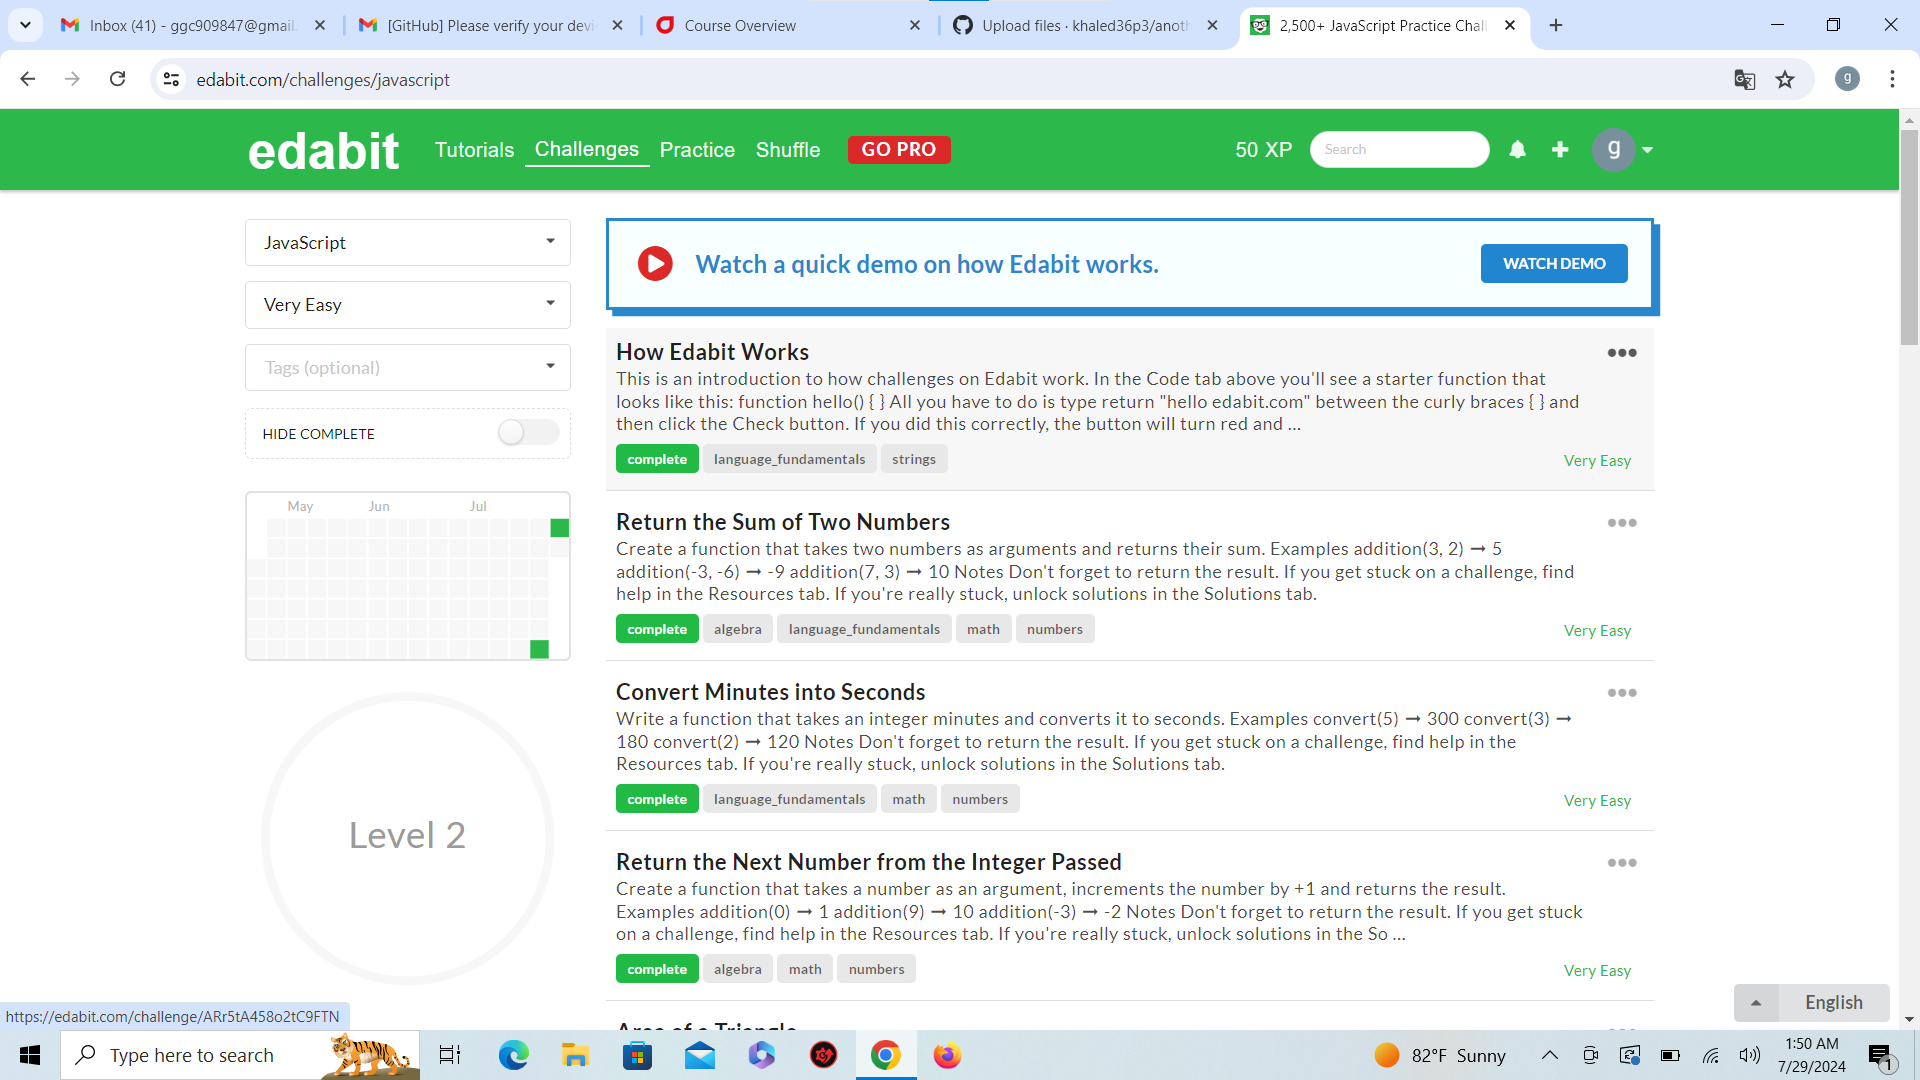 Inbox (41) - ggc909847@gmail.
[GitHub] Please verify your devi
Course Overview
Upload files · khaled36p3/anoth
2,500+ JavaScript Practice Chall
edabit.com/challenges/javascript
g
edabit
Tutorials
Challenges
Practice
Shuffle
GO PRO
50 XP
Search
g
JavaScript
Very Easy
Tags (optional)
HIDE COMPLETE
May Jun Jul
Level 2
Watch a quick demo on how Edabit works.
WATCH DEMO
How Edabit Works
This is an introduction to how challenges on Edabit work. In the Code tab above you'll see a starter function that
looks like this: function hello() { } All you have to do is type return "hello edabit.com" between the curly braces { } and
then click the Check button. If you did this correctly, the button will turn red and ...
complete language_fundamentals strings
Very Easy
Return the Sum of Two Numbers
Create a function that takes two numbers as arguments and returns their sum. Examples addition(3, 2) ➞ 5
addition(-3, -6) ➞ -9 addition(7, 3) ➞ 10 Notes Don't forget to return the result. If you get stuck on a challenge, find
help in the Resources tab. If you're really stuck, unlock solutions in the Solutions tab.
complete algebra language_fundamentals math numbers
Very Easy
Convert Minutes into Seconds
Write a function that takes an integer minutes and converts it to seconds. Examples convert(5) ➞ 300 convert(3) ➞
180 convert(2) ➞ 120 Notes Don't forget to return the result. If you get stuck on a challenge, find help in the
Resources tab. If you're really stuck, unlock solutions in the Solutions tab.
complete language_fundamentals math numbers
Very Easy
Return the Next Number from the Integer Passed
Create a function that takes a number as an argument, increments the number by +1 and returns the result.
Examples addition(0) ➞ 1 addition(9) ➞ 10 addition(-3) ➞ -2 Notes Don't forget to return the result. If you get stuck
on a challenge, find help in the Resources tab. If you're really stuck, unlock solutions in the So ...
complete algebra math numbers
Very Easy
Area of a Triangle
English
https://edabit.com/challenge/ARr5tA458o2tC9FTN
Type here to search
82°F Sunny
1:50 AM
7/29/2024
1